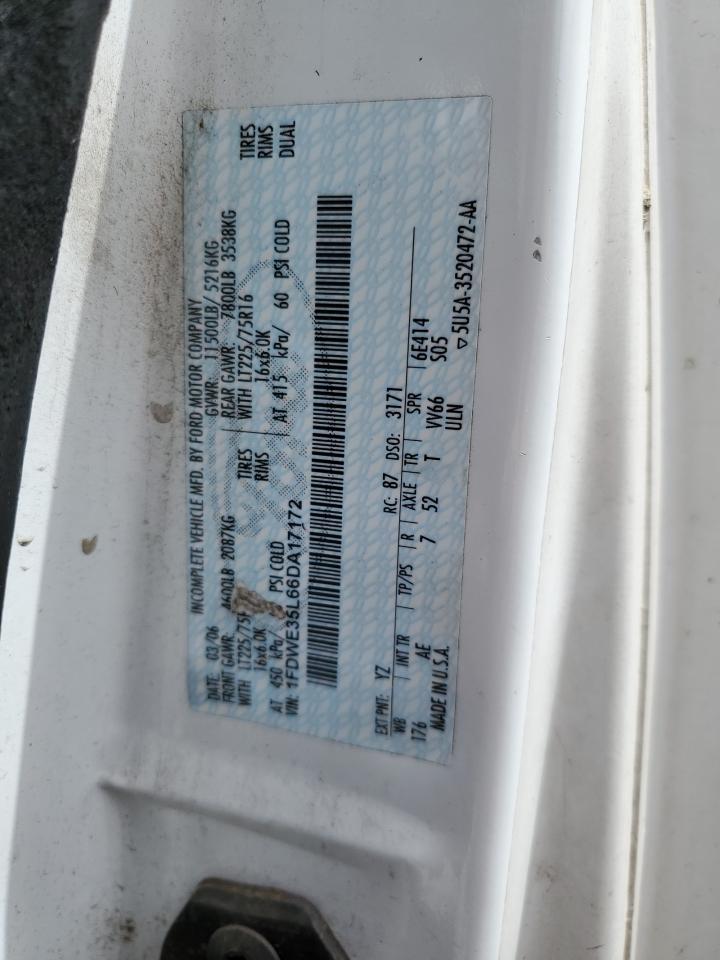 INCOMPLETE VEHICLE MFD. BY FORD MOTOR COMPANY
DATE: 03/06 GVWR: 11500LB/ 5216KG
FRONT GAWR: 4600LB 2087KG REAR GAWR: 7800LB 3538KG
WITH LT225/75R TIRES WITH LT225/75R16 TIRES
16x6.0K RIMS 16x6.0K RIMS
AT 450 kPa/ PSI COLD AT 415 kPa/ 60 PSI COLD DUAL
VIN: 1FDWE35L66DA17172
EXT PNT: YZ RC: 87 DSO: 3171
WB INT TR TP/PS R AXLE TR SPR
176 AE 7 52 T VV66 6E414
MADE IN U.S.A. ULN S05
▽5U5A-3520472-AA